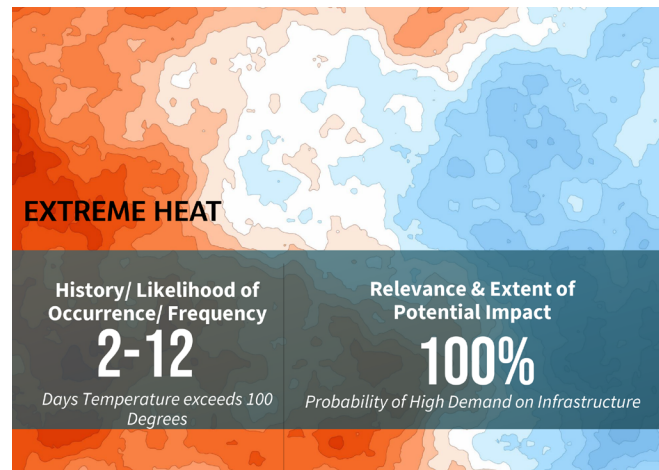 EXTREME HEAT
History/ Likelihood of
Occurrence/ Frequency
2-12
Days Temperature exceeds 100
Degrees
Relevance & Extent of
Potential Impact
100%
Probability of High Demand on Infrastructure